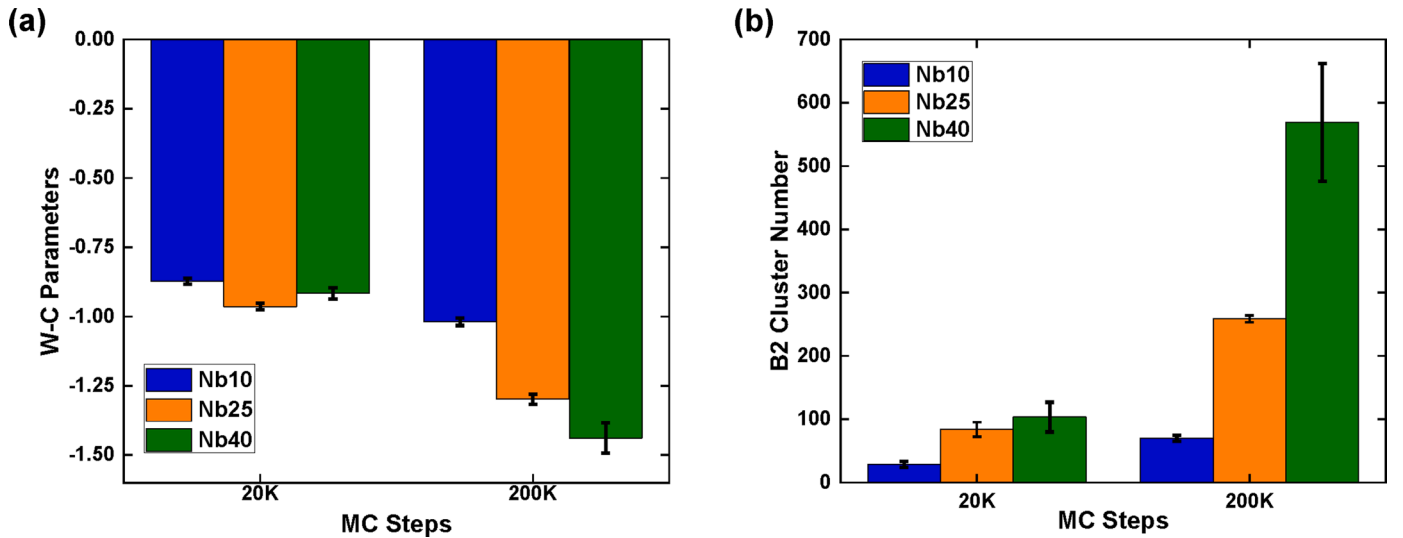 (a)
W-C Parameters
0.00
-0.25
-0.50
-0.75
-1.00
-1.25
-1.50
Nb10
Nb25
Nb40
20K
200K
MC Steps
(b)
B2 Cluster Number
700
600
500
400
300
200
100
0
Nb10
Nb25
Nb40
20K
200K
MC Steps